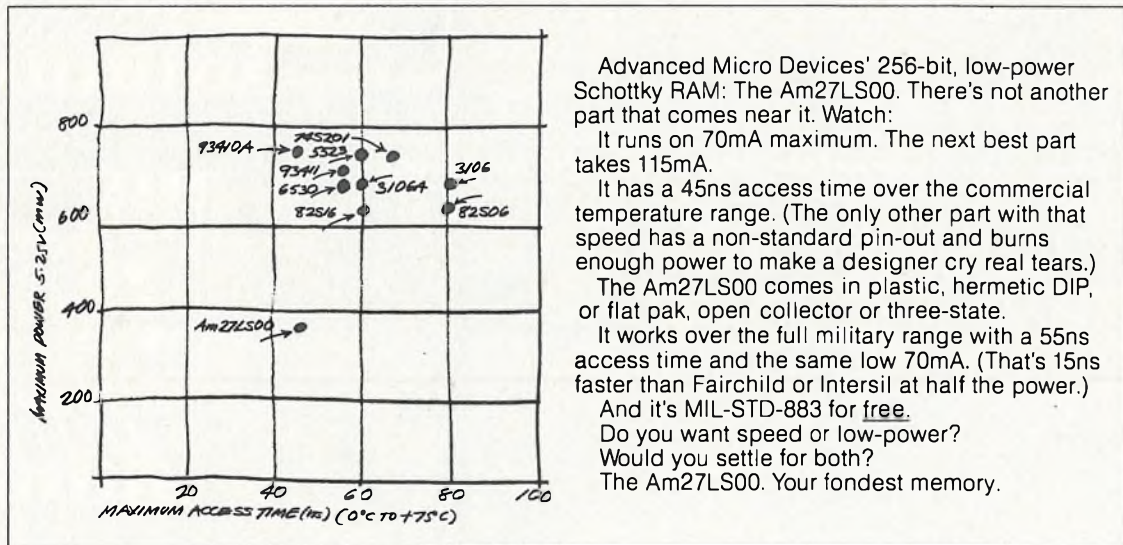 800
600
400
200
MAXIMUM POWER 5.25V (MW)
93410A
74S201
5523
93411
6530
3106A
82S16
3106
82S06
Am27LS00
20 40 60 80 100
MAXIMUM ACCESS TIME (ns) (0°C TO +75°C)
Advanced Micro Devices' 256-bit, low-power
Schottky RAM: The Am27LS00. There's not another
part that comes near it. Watch:
It runs on 70mA maximum. The next best part
takes 115mA.
It has a 45ns access time over the commercial
temperature range. (The only other part with that
speed has a non-standard pin-out and burns
enough power to make a designer cry real tears.)
The Am27LS00 comes in plastic, hermetic DIP,
or flat pak, open collector or three-state.
It works over the full military range with a 55ns
access time and the same low 70mA. (That's 15ns
faster than Fairchild or Intersil at half the power.)
And it's MIL-STD-883 for free.
Do you want speed or low-power?
Would you settle for both?
The Am27LS00. Your fondest memory.